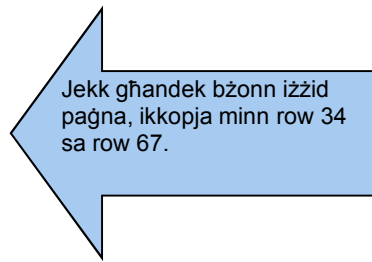 Jekk għandek bżonn iżżid
paġna, ikkopja minn row 34
sa row 67.